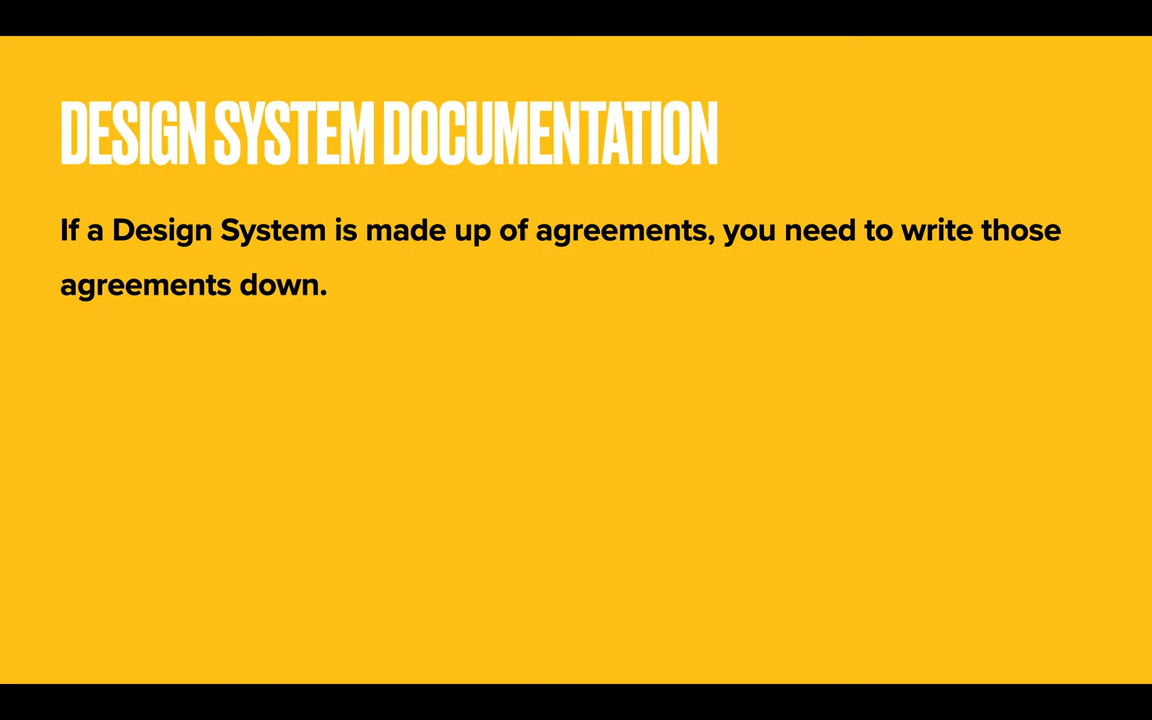 DESIGN SYSTEM DOCUMENTATION
If a Design System is made up of agreements, you need to write those
agreements down.